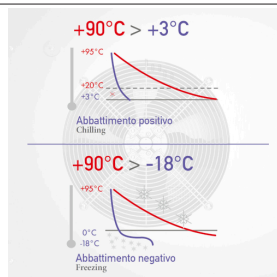 +90°C > +3°C
+95°C
+20°C
+3°C
Abbattimento positivo
Chilling
+90°C > -18°C
+95°C
0°C
-18°C
Abbattimento negativo
Freezing